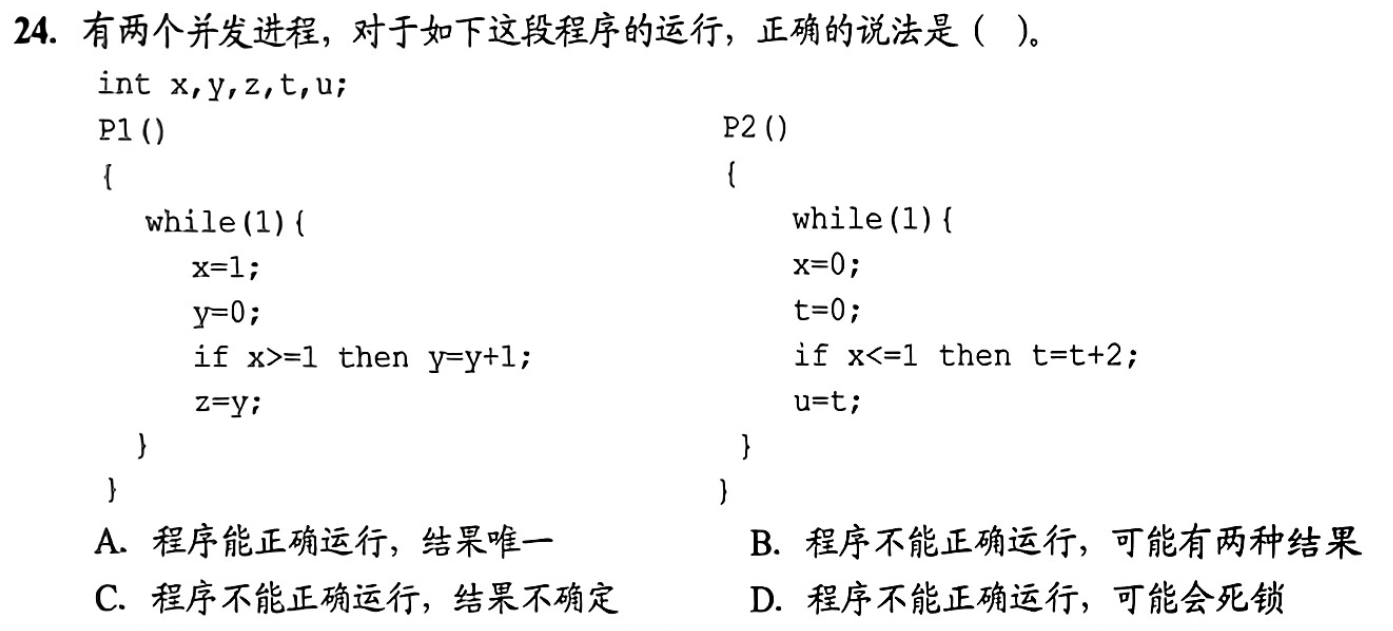 24. 有两个并发进程，对于如下这段程序的运行，正确的说法是（ ）。
int x,y,z,t,u;
P1() P2()
{ {
while(1){ while(1){
x=1; x=0;
y=0; t=0;
if x>=1 then y=y+1; if x<=1 then t=t+2;
z=y; u=t;
} }
} }
A. 程序能正确运行，结果唯一 B. 程序不能正确运行，可能有两种结果
C. 程序不能正确运行，结果不确定 D. 程序不能正确运行，可能会死锁